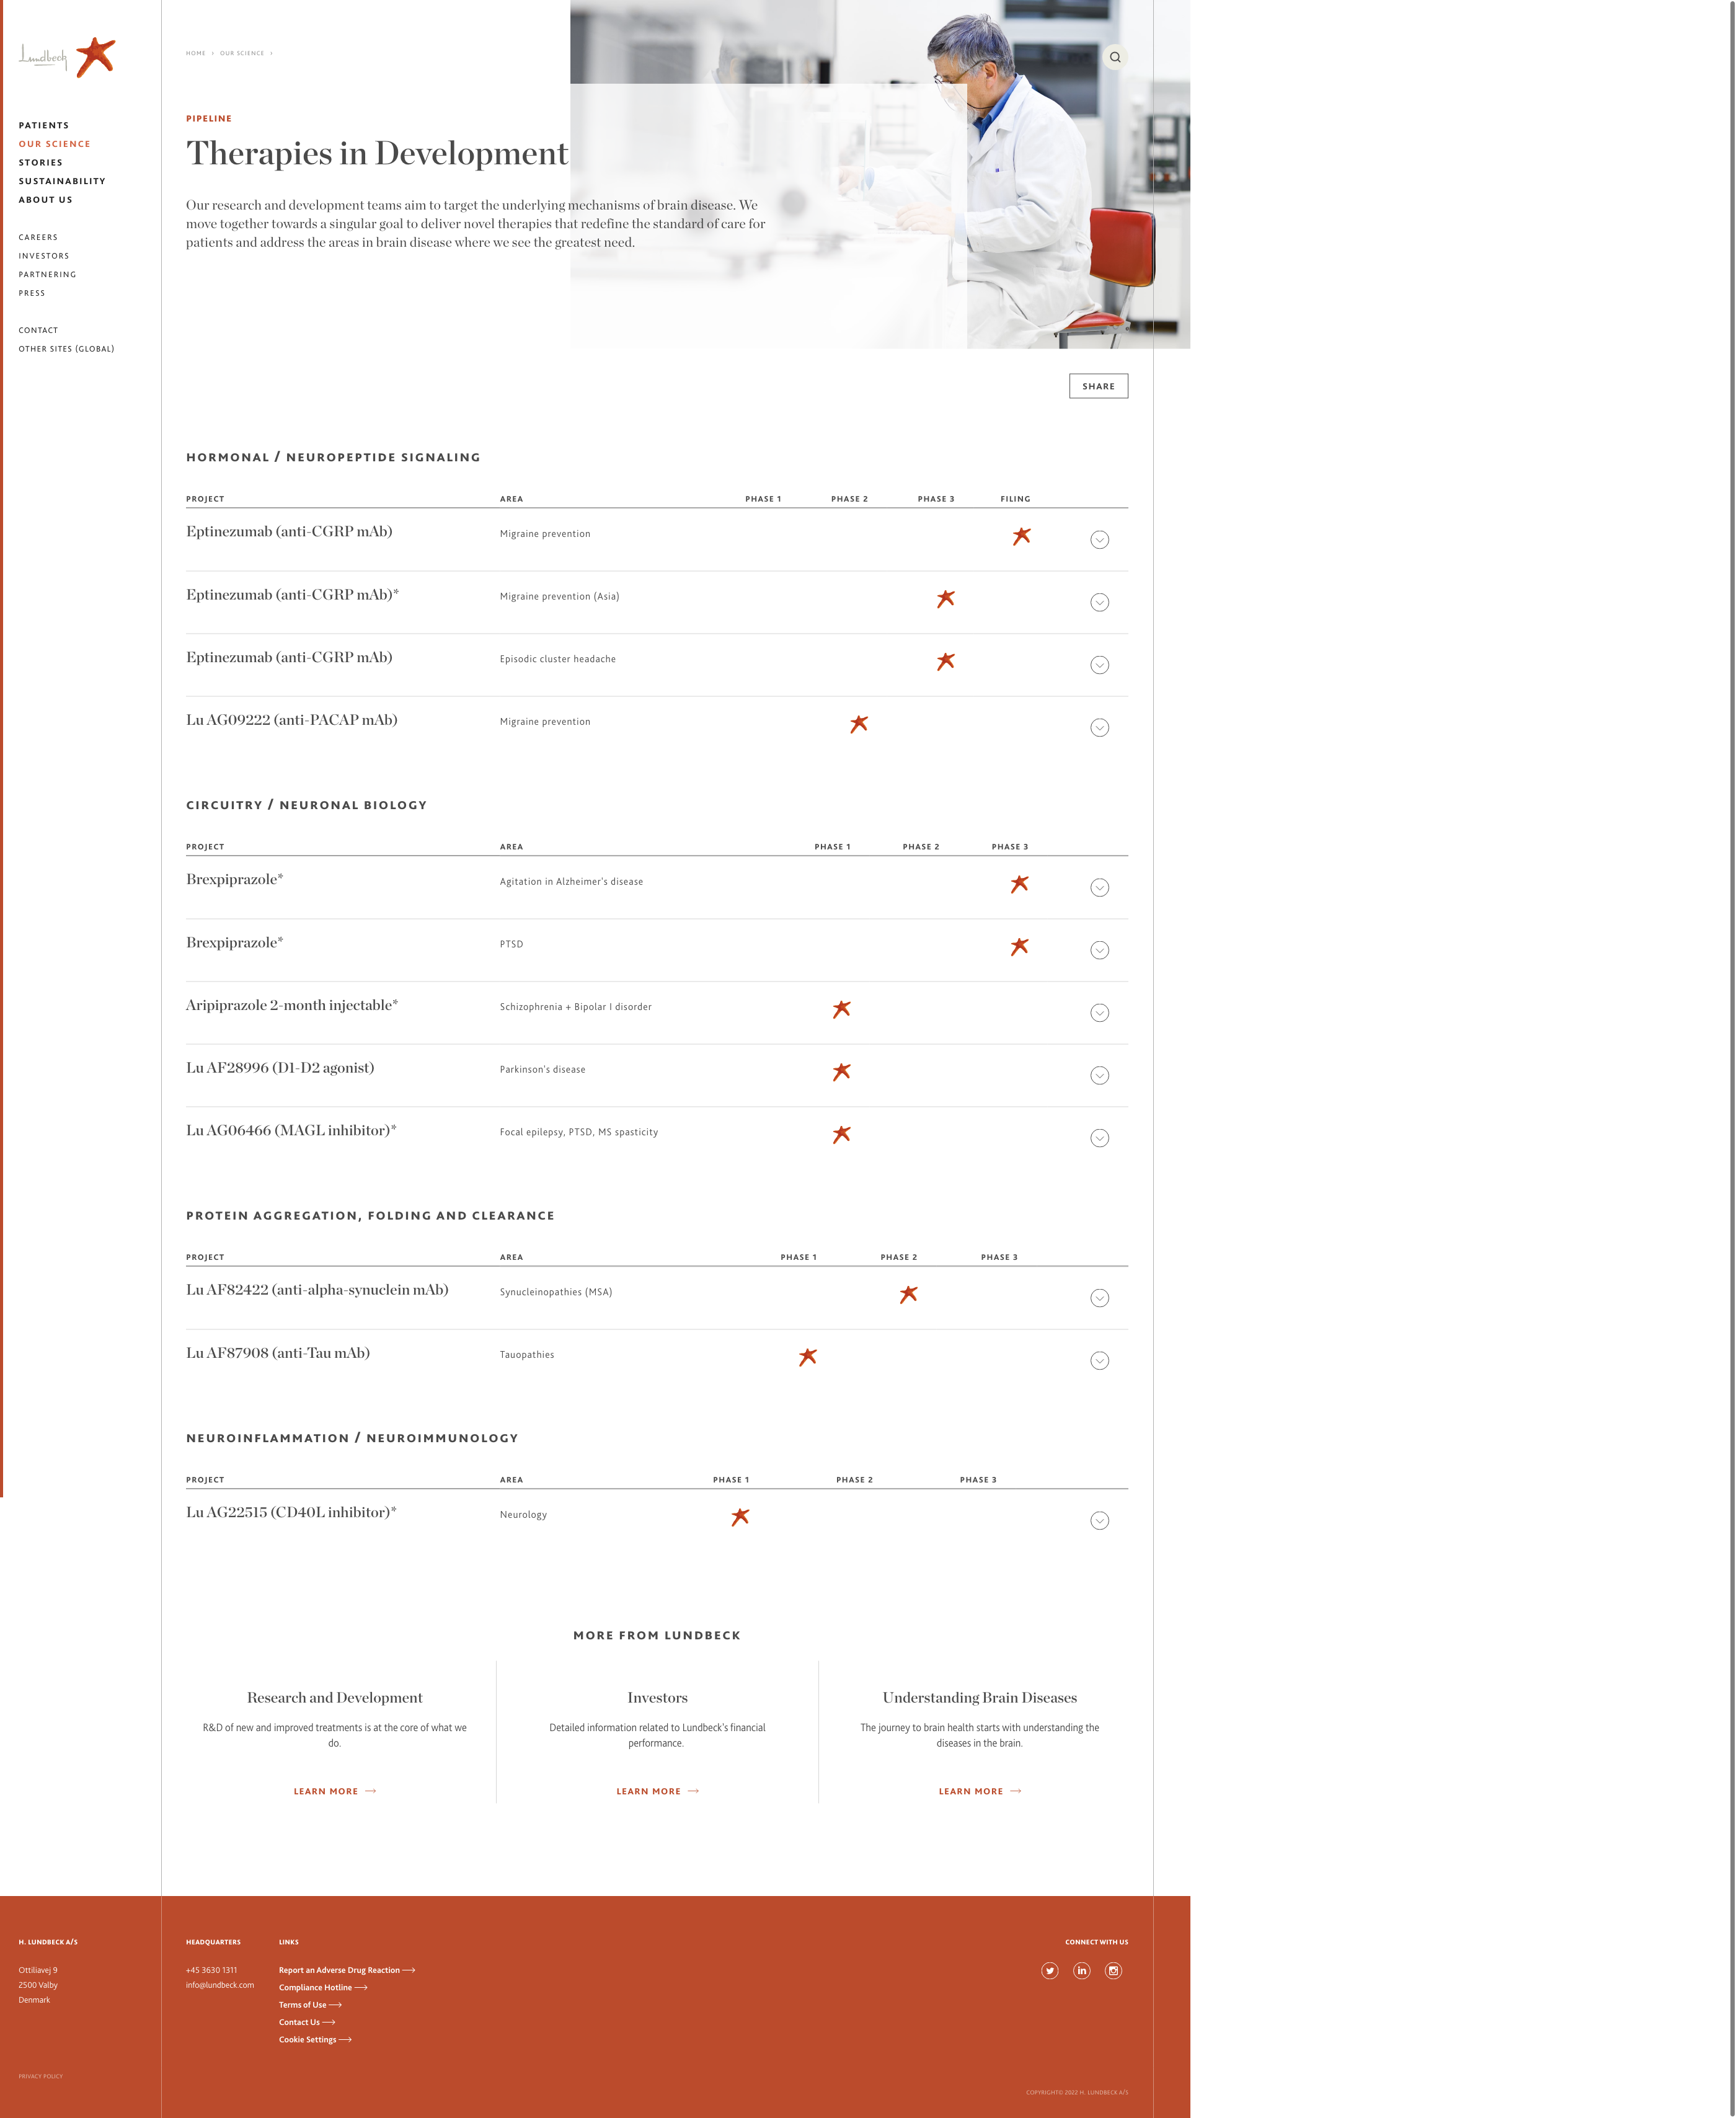 Lundbeck
PATIENTS
OUR SCIENCE
STORIES
SUSTAINABILITY
ABOUT US
CAREERS
INVESTORS
PARTNERING
PRESS
CONTACT
OTHER SITES (GLOBAL)
HOME › OUR SCIENCE ›
PIPELINE
Therapies in Development
Our research and development teams aim to target the underlying mechanisms of brain disease. We
move together towards a singular goal to deliver novel therapies that redefine the standard of care for
patients and address the areas in brain disease where we see the greatest need.
SHARE
HORMONAL / NEUROPEPTIDE SIGNALING
PROJECT AREA PHASE 1 PHASE 2 PHASE 3 FILING
Eptinezumab (anti-CGRP mAb) Migraine prevention
Eptinezumab (anti-CGRP mAb)* Migraine prevention (Asia)
Eptinezumab (anti-CGRP mAb) Episodic cluster headache
Lu AG09222 (anti-PACAP mAb) Migraine prevention
CIRCUITRY / NEURONAL BIOLOGY
PROJECT AREA PHASE 1 PHASE 2 PHASE 3
Brexpiprazole* Agitation in Alzheimer's disease
Brexpiprazole* PTSD
Aripiprazole 2-month injectable* Schizophrenia + Bipolar I disorder
Lu AF28996 (D1-D2 agonist) Parkinson's disease
Lu AG06466 (MAGL inhibitor)* Focal epilepsy, PTSD, MS spasticity
PROTEIN AGGREGATION, FOLDING AND CLEARANCE
PROJECT AREA PHASE 1 PHASE 2 PHASE 3
Lu AF82422 (anti-alpha-synuclein mAb) Synucleinopathies (MSA)
Lu AF87908 (anti-Tau mAb) Tauopathies
NEUROINFLAMMATION / NEUROIMMUNOLOGY
PROJECT AREA PHASE 1 PHASE 2 PHASE 3
Lu AG22515 (CD40L inhibitor)* Neurology
MORE FROM LUNDBECK
Research and Development
R&D of new and improved treatments is at the core of what we
do.
LEARN MORE
Investors
Detailed information related to Lundbeck's financial
performance.
LEARN MORE
Understanding Brain Diseases
The journey to brain health starts with understanding the
diseases in the brain.
LEARN MORE
H. LUNDBECK A/S
Ottiliavej 9
2500 Valby
Denmark
PRIVACY POLICY
HEADQUARTERS
+45 3630 1311
info@lundbeck.com
LINKS
Report an Adverse Drug Reaction
Compliance Hotline
Terms of Use
Contact Us
Cookie Settings
CONNECT WITH US
COPYRIGHT© 2022 H. LUNDBECK A/S